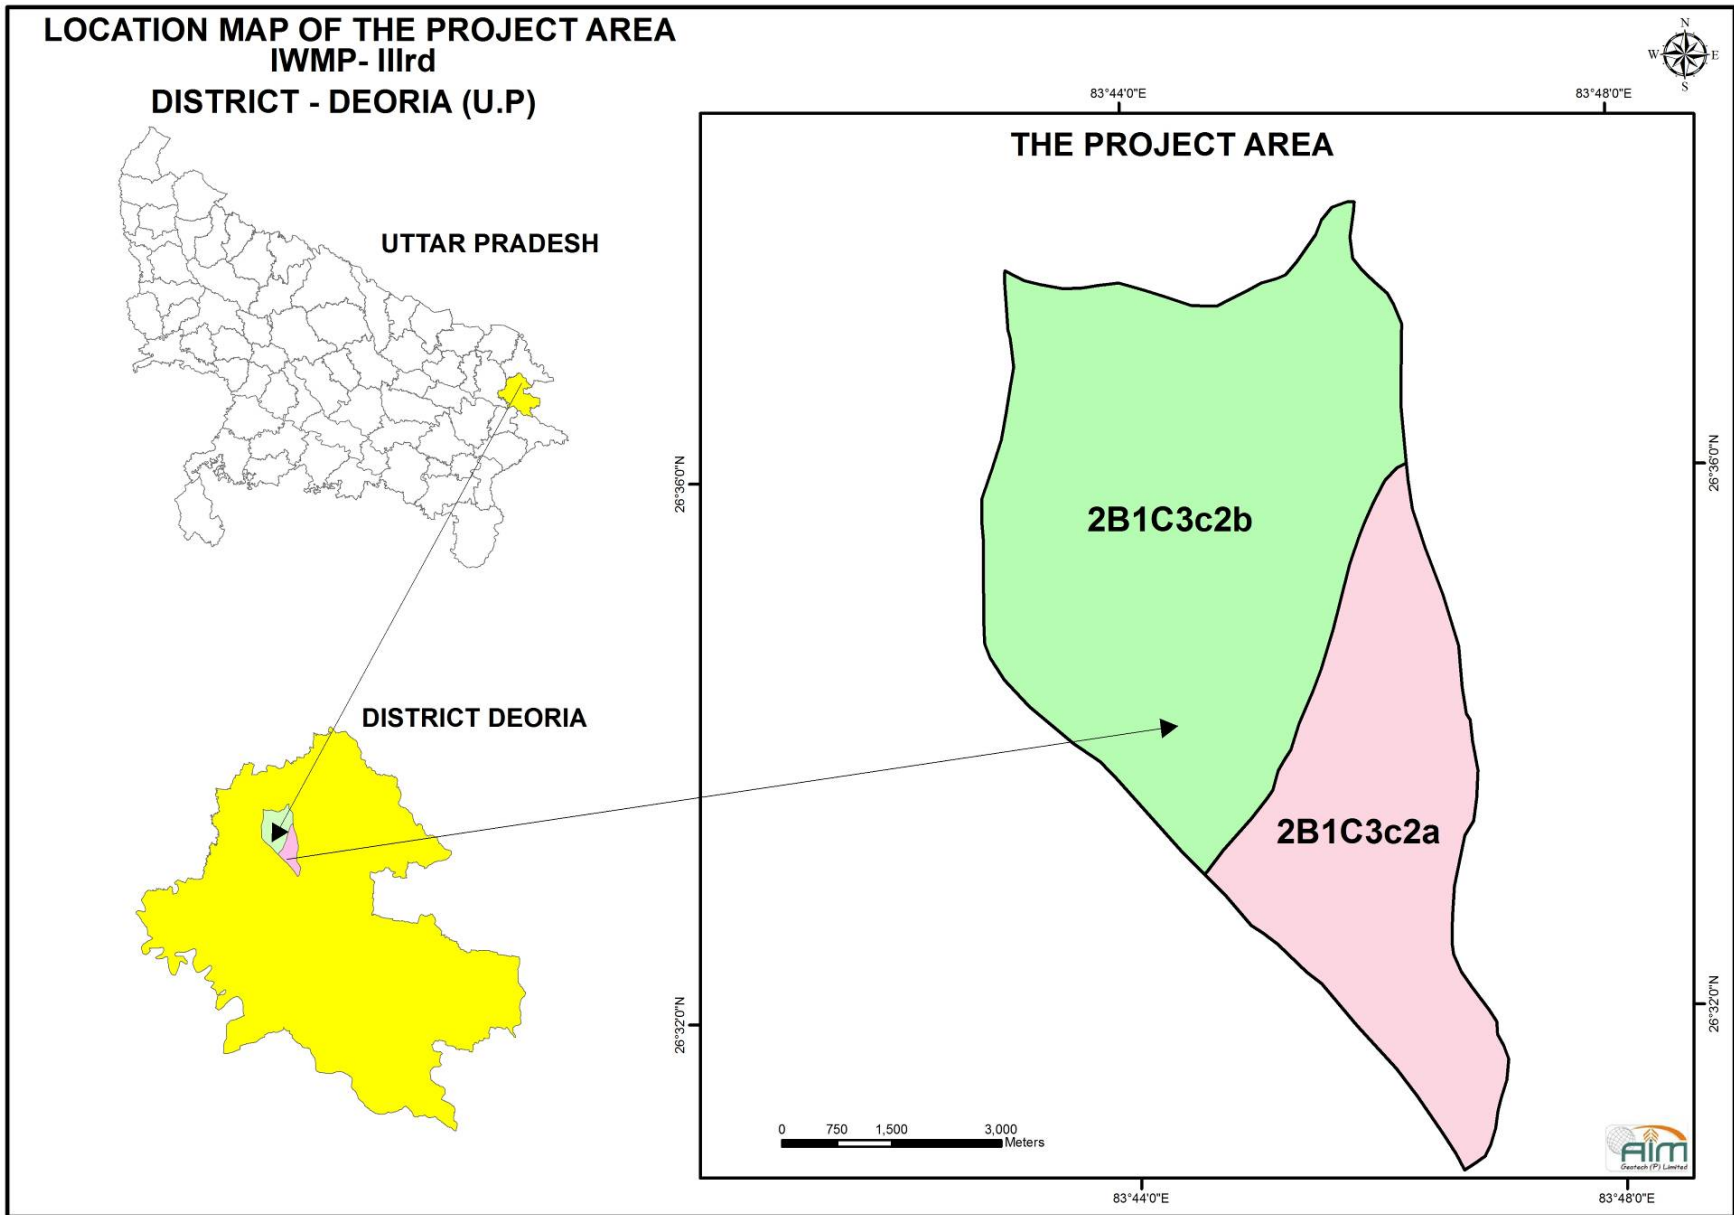 LOCATION MAP OF THE PROJECT AREA
IWMP- IIIrd
DISTRICT - DEORIA (U.P)
N
W
E
S
83°44'0"E
83°48'0"E
THE PROJECT AREA
UTTAR PRADESH
26°36'0"N
26°36'0"N
2B1C3c2b
DISTRICT DEORIA
2B1C3c2a
26°32'0"N
26°32'0"N
0 750 1,500 3,000
Meters
AIM
Geotech (P) Limited
83°44'0"E
83°48'0"E